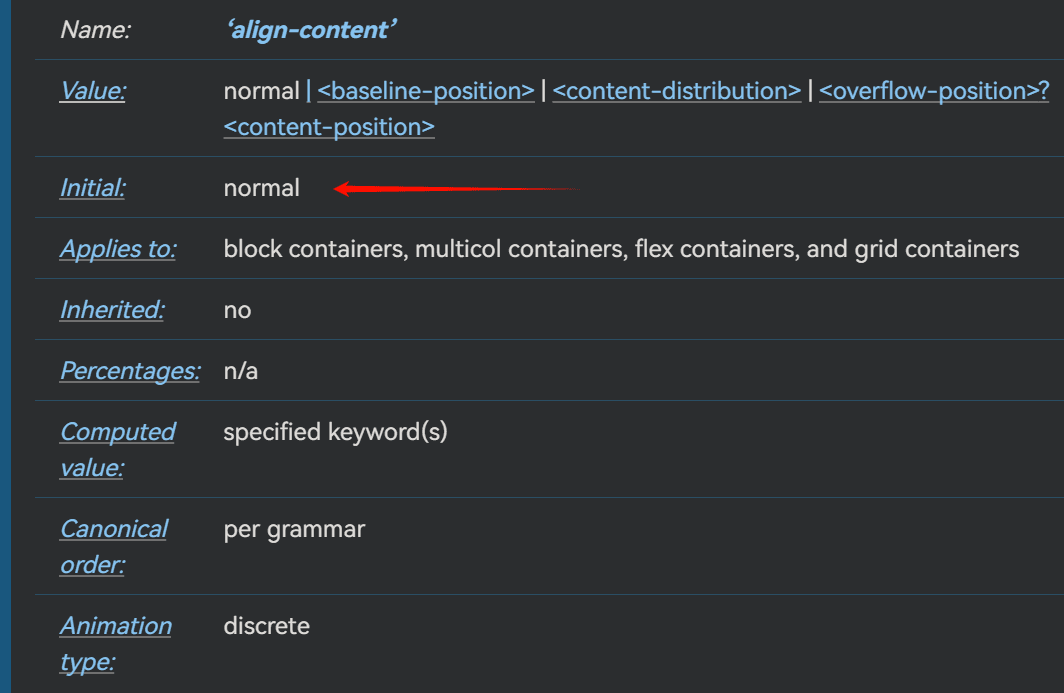 Name: ‘align-content’
Value: normal | <baseline-position> | <content-distribution> | <overflow-position>?
<content-position>
Initial: normal
Applies to: block containers, multicol containers, flex containers, and grid containers
Inherited: no
Percentages: n/a
Computed specified keyword(s)
value:
Canonical per grammar
order:
Animation discrete
type: